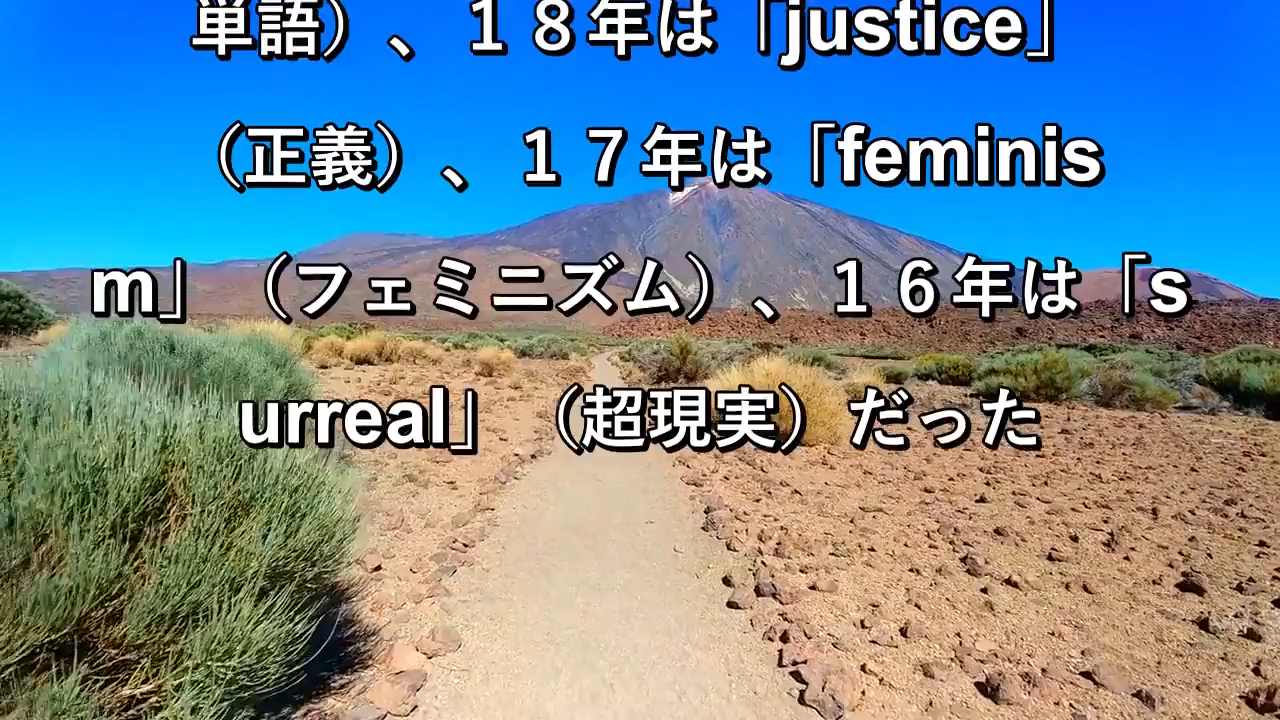 単語）、１８年は「justice」
（正義）、１７年は「feminis
m」（フェミニズム）、１６年は「s
urreal」（超現実）だった